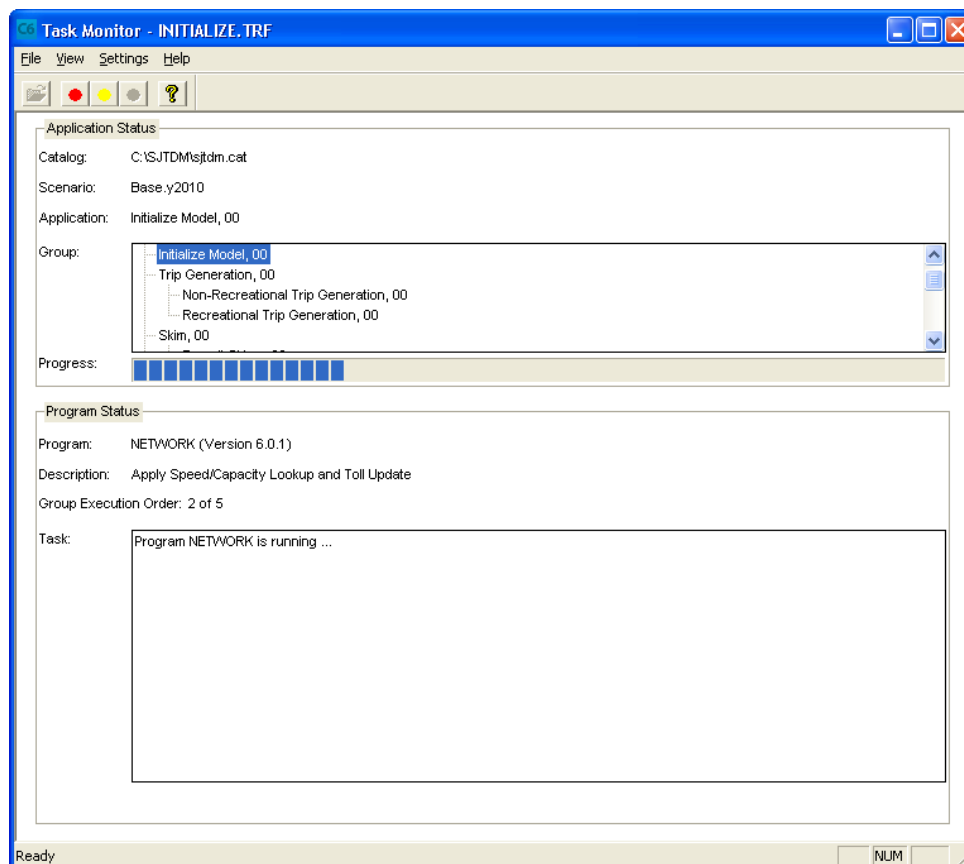 C6 Task Monitor - INITIALIZE.TRF
File View Settings Help
Application Status
Catalog: C:\SJTDM\sjtdm.cat
Scenario: Base.y2010
Application: Initialize Model, 00
Group: Initialize Model, 00
Trip Generation, 00
Non-Recreational Trip Generation, 00
Recreational Trip Generation, 00
Skim, 00
Progress:
Program Status
Program: NETWORK (Version 6.0.1)
Description: Apply Speed/Capacity Lookup and Toll Update
Group Execution Order: 2 of 5
Task: Program NETWORK is running ...
Ready NUM